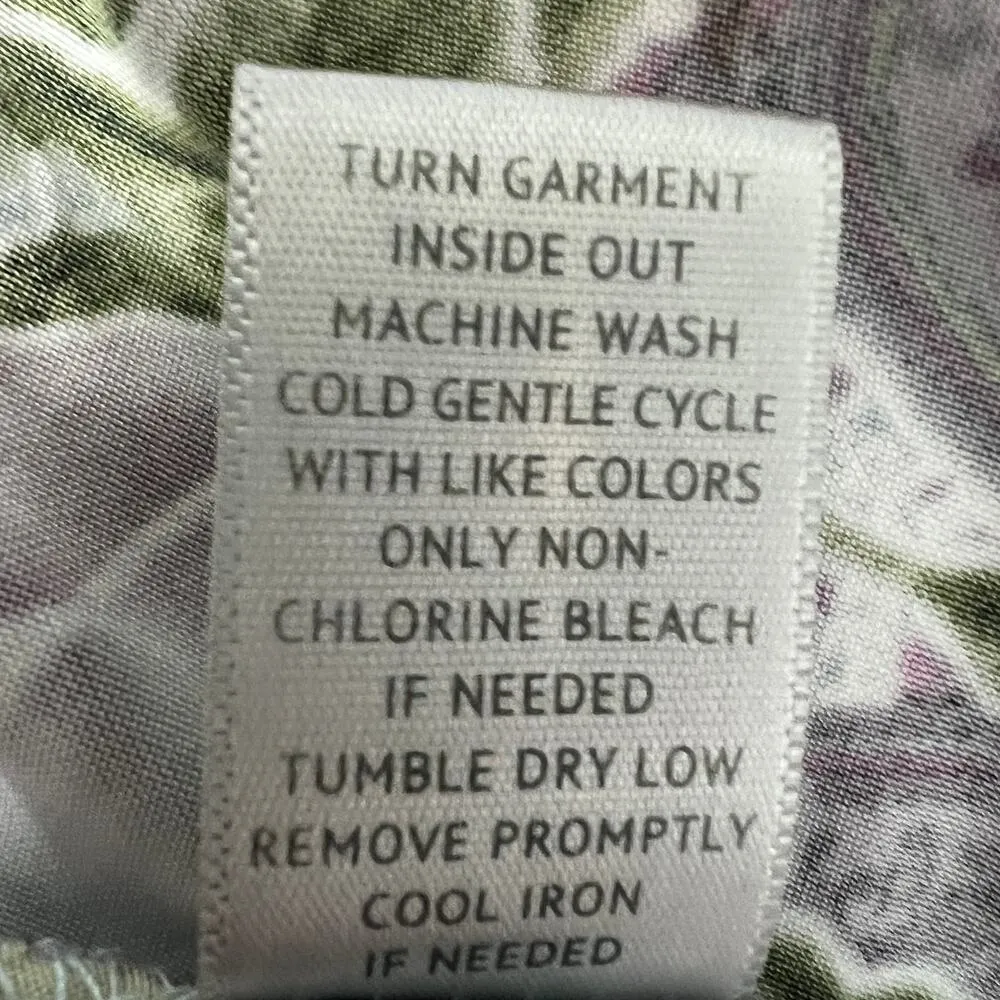 TURN GARMENT
INSIDE OUT
MACHINE WASH
COLD GENTLE CYCLE
WITH LIKE COLORS
ONLY NON-
CHLORINE BLEACH
IF NEEDED
TUMBLE DRY LOW
REMOVE PROMPTLY
COOL IRON
IF NEEDED